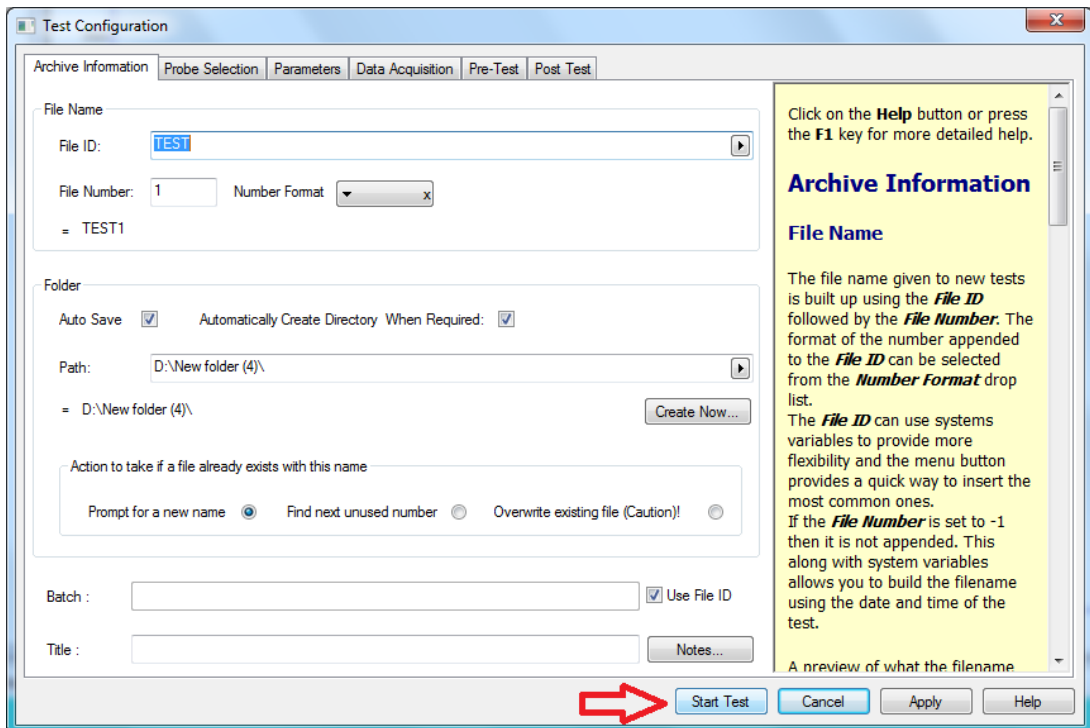 Test Configuration
x
Archive Information Probe Selection Parameters Data Acquisition Pre-Test Post Test
File Name
File ID: TEST
File Number: 1 Number Format x
= TEST1
Folder
Auto Save Automatically Create Directory When Required:
Path: D:\New folder (4)\
= D:\New folder (4)\ Create Now...
Action to take if a file already exists with this name
Prompt for a new name Find next unused number Overwrite existing file (Caution)!
Batch : Use File ID
Title : Notes...
Click on the Help button or press
the F1 key for more detailed help.
Archive Information
File Name
The file name given to new tests
is built up using the File ID
followed by the File Number. The
format of the number appended
to the File ID can be selected
from the Number Format drop
list.
The File ID can use systems
variables to provide more
flexibility and the menu button
provides a quick way to insert the
most common ones.
If the File Number is set to -1
then it is not appended. This
along with system variables
allows you to build the filename
using the date and time of the
test.
A preview of what the filename
Start Test Cancel Apply Help